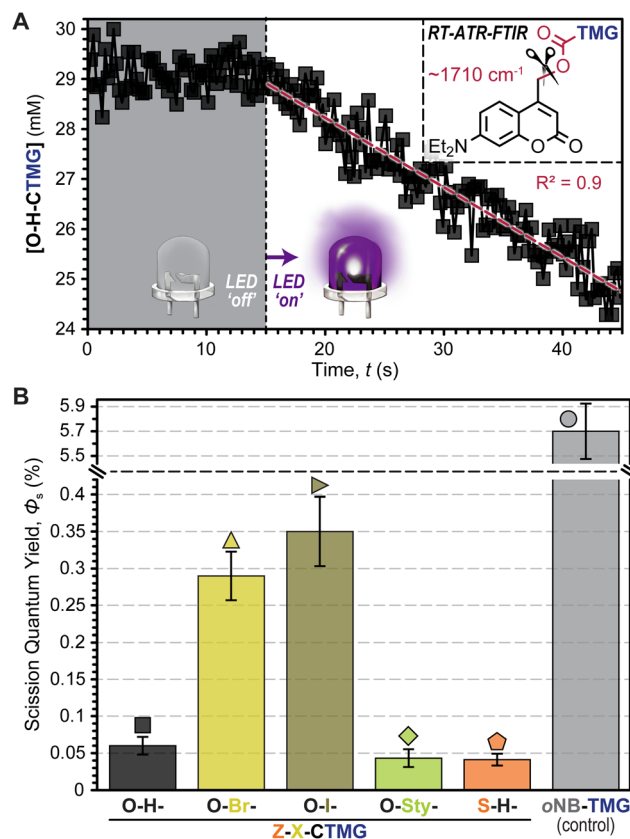 A
30
29
28
27
26
25
24
[O-H-CTMG] (mM)
RT-ATR-FTIR
O
TMG
O
~1710 cm⁻¹
Et₂N
O
O
R² = 0.9
LED
'off'
LED
'on'
0
10
20
30
40
Time, t (s)
B
5.9
5.7
5.5
0.4
0.35
0.3
0.25
0.2
0.15
0.1
0.05
0
Scission Quantum Yield, Φs (%)
O-H-
O-Br-
O-I-
O-Sty-
S-H-
oNB-TMG
(control)
Z-X-CTMG